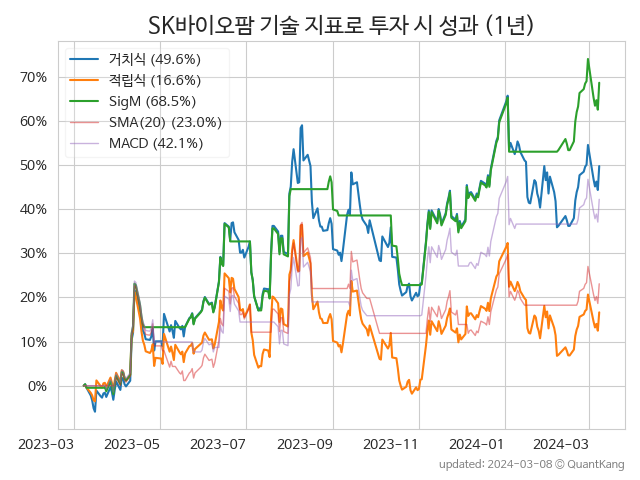 SK바이오팜 기술 지표로 투자 시 성과 (1년)
거치식 (49.6%)
적립식 (16.6%)
SigM (68.5%)
SMA(20) (23.0%)
MACD (42.1%)
70%
60%
50%
40%
30%
20%
10%
0%
2023-03 2023-05 2023-07 2023-09 2023-11 2024-01 2024-03
updated: 2024-03-08 © QuantKang